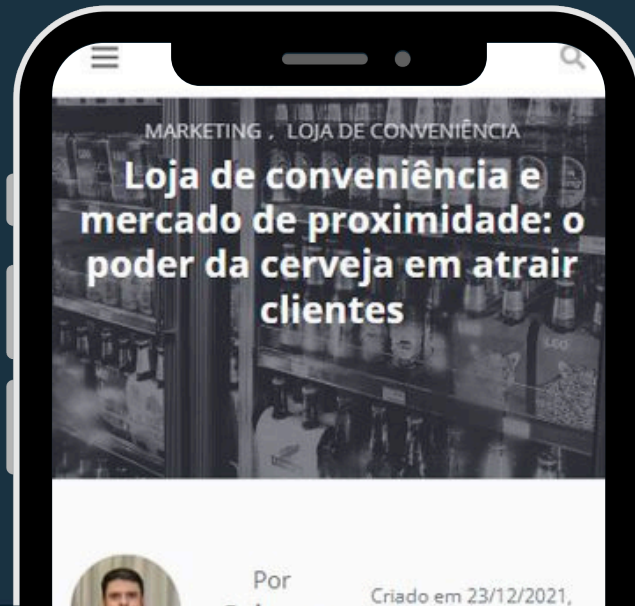 MARKETING , LOJA DE CONVENIÊNCIA
Loja de conveniência e
mercado de proximidade: o
poder da cerveja em atrair
clientes
Por
Criado em 23/12/2021,